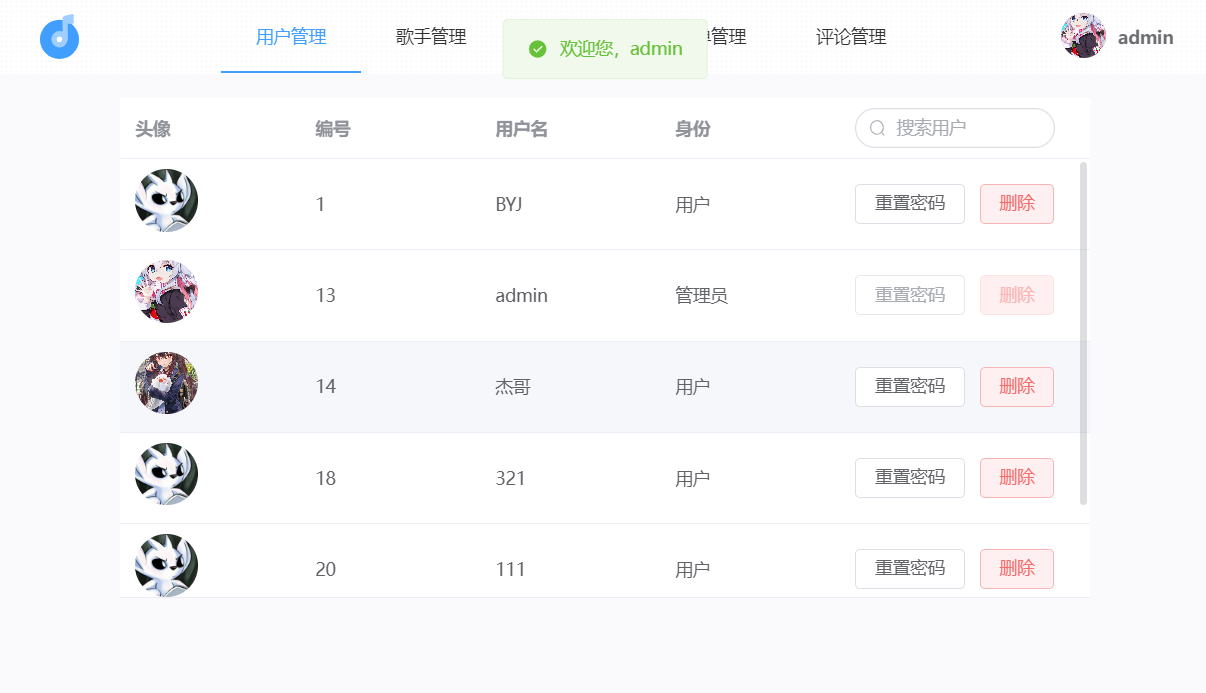 用户管理 歌手管理 管理 评论管理 admin
欢迎您，admin
头像 编号 用户名 身份 搜索用户
1 BYJ 用户 重置密码 删除
13 admin 管理员 重置密码 删除
14 杰哥 用户 重置密码 删除
18 321 用户 重置密码 删除
20 111 用户 重置密码 删除